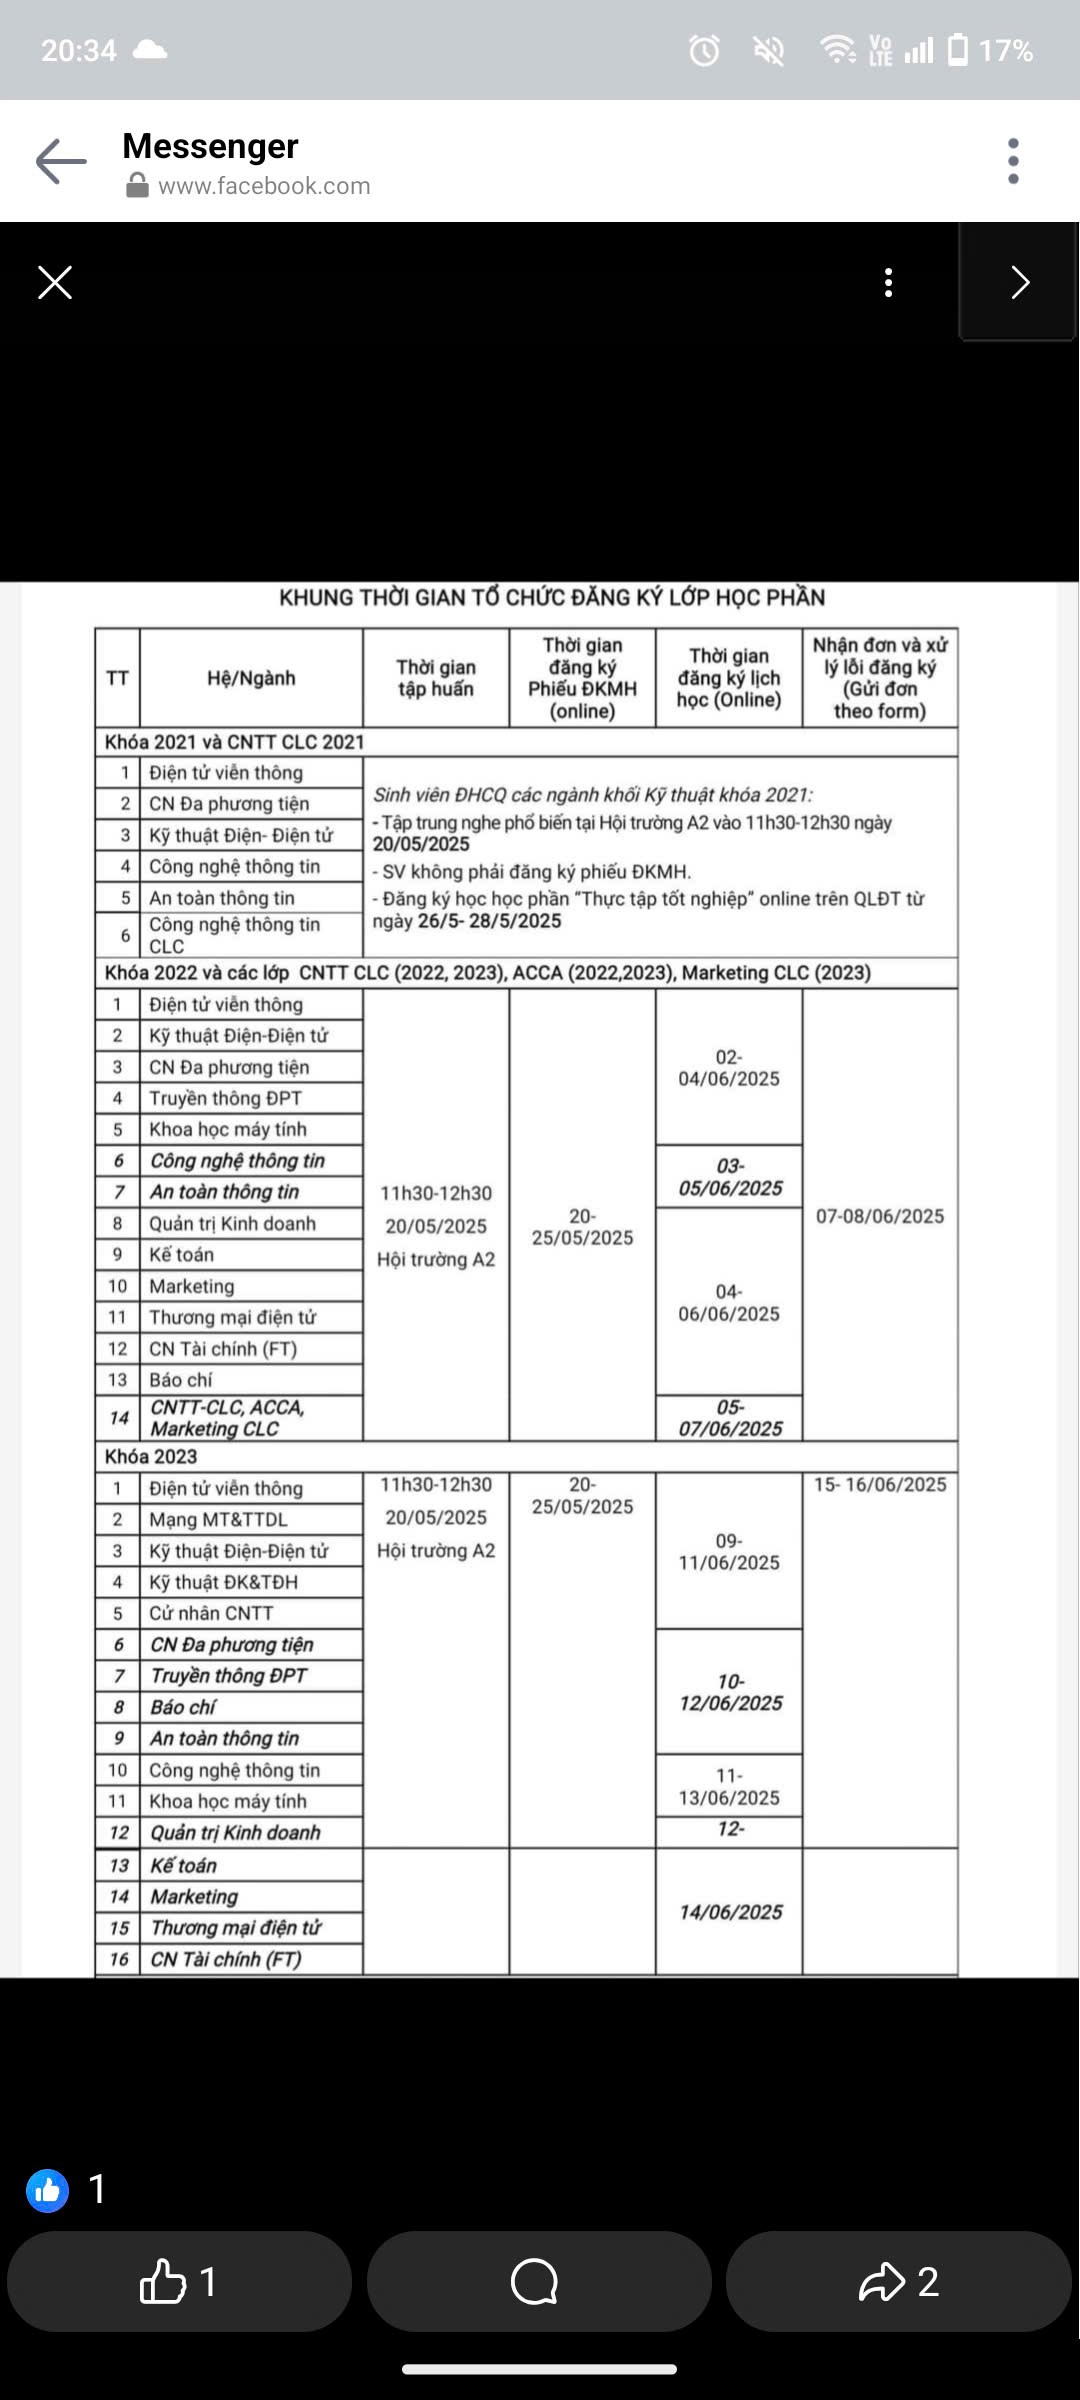 20:34
Vo LTE 17%
Messenger
www.facebook.com
KHUNG THỜI GIAN TỔ CHỨC ĐĂNG KÝ LỚP HỌC PHẦN
TT
Hệ/Ngành
Thời gian
tập huấn
Thời gian
đăng ký
Phiếu ĐKMH
(online)
Thời gian
đăng ký lịch
học (Online)
Nhận đơn và xử
lý lỗi đăng ký
(Gửi đơn
theo form)
Khóa 2021 và CNTT CLC 2021
1 Điện tử viễn thông
2 CN Đa phương tiện
3 Kỹ thuật Điện- Điện tử
4 Công nghệ thông tin
5 An toàn thông tin
6 Công nghệ thông tin
CLC
Sinh viên ĐHCQ các ngành khối Kỹ thuật khóa 2021:
- Tập trung nghe phổ biến tại Hội trường A2 vào 11h30-12h30 ngày
20/05/2025
- SV không phải đăng ký phiếu ĐKMH.
- Đăng ký học học phần "Thực tập tốt nghiệp" online trên QLĐT từ
ngày 26/5- 28/5/2025
Khóa 2022 và các lớp CNTT CLC (2022, 2023), ACCA (2022,2023), Marketing CLC (2023)
1 Điện tử viễn thông
2 Kỹ thuật Điện-Điện tử
3 CN Đa phương tiện
4 Truyền thông ĐPT
5 Khoa học máy tính
6 Công nghệ thông tin
7 An toàn thông tin
8 Quản trị Kinh doanh
9 Kế toán
10 Marketing
11 Thương mại điện tử
12 CN Tài chính (FT)
13 Báo chí
14 CNTT-CLC, ACCA,
Marketing CLC
11h30-12h30
20/05/2025
Hội trường A2
20-
25/05/2025
02-
04/06/2025
03-
05/06/2025
04-
06/06/2025
05-
07/06/2025
07-08/06/2025
Khóa 2023
1 Điện tử viễn thông
2 Mạng MT&TTDL
3 Kỹ thuật Điện-Điện tử
4 Kỹ thuật ĐK&TĐH
5 Cử nhân CNTT
6 CN Đa phương tiện
7 Truyền thông ĐPT
8 Báo chí
9 An toàn thông tin
10 Công nghệ thông tin
11 Khoa học máy tính
12 Quản trị Kinh doanh
13 Kế toán
14 Marketing
15 Thương mại điện tử
16 CN Tài chính (FT)
11h30-12h30
20/05/2025
Hội trường A2
20-
25/05/2025
09-
11/06/2025
10-
12/06/2025
11-
13/06/2025
12-
14/06/2025
15- 16/06/2025
1
1
2